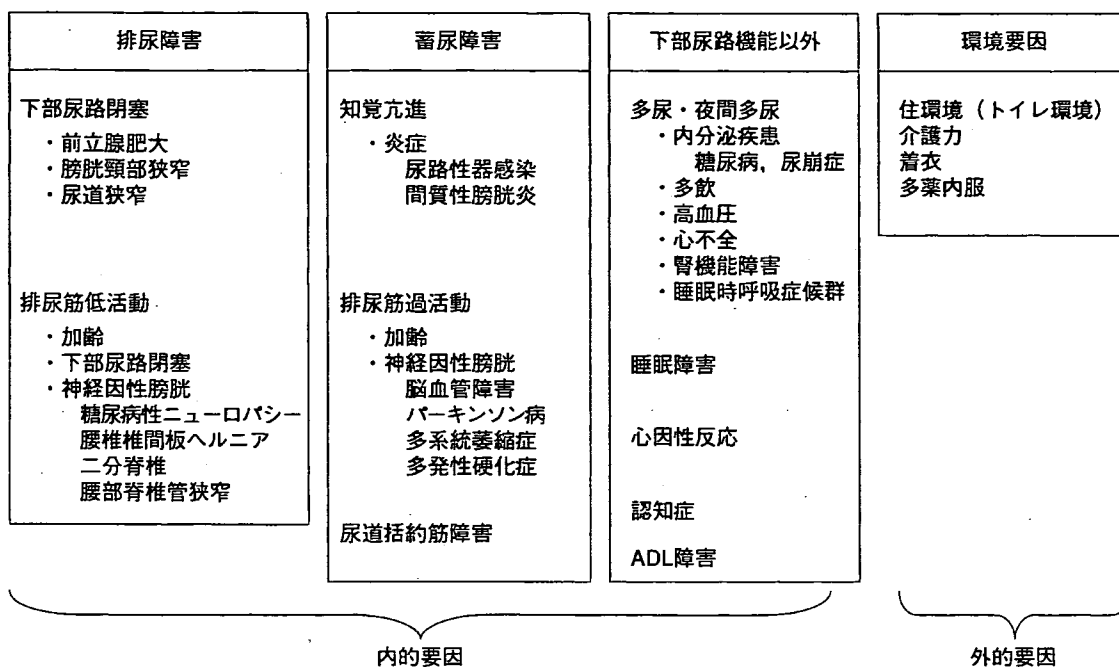 排尿障害
下部尿路閉塞
・前立腺肥大
・膀胱頸部狭窄
・尿道狭窄
排尿筋低活動
・加齢
・下部尿路閉塞
・神経因性膀胱
糖尿病性ニューロパシー
腰椎椎間板ヘルニア
二分脊椎
腰部脊椎管狭窄
蓄尿障害
知覚亢進
・炎症
尿路性器感染
間質性膀胱炎
排尿筋過活動
・加齢
・神経因性膀胱
脳血管障害
パーキンソン病
多系統萎縮症
多発性硬化症
尿道括約筋障害
下部尿路機能以外
多尿・夜間多尿
・内分泌疾患
糖尿病，尿崩症
・多飲
・高血圧
・心不全
・腎機能障害
・睡眠時呼吸症候群
睡眠障害
心因性反応
認知症
ADL障害
環境要因
住環境（トイレ環境）
介護力
着衣
多薬内服
内的要因
外的要因